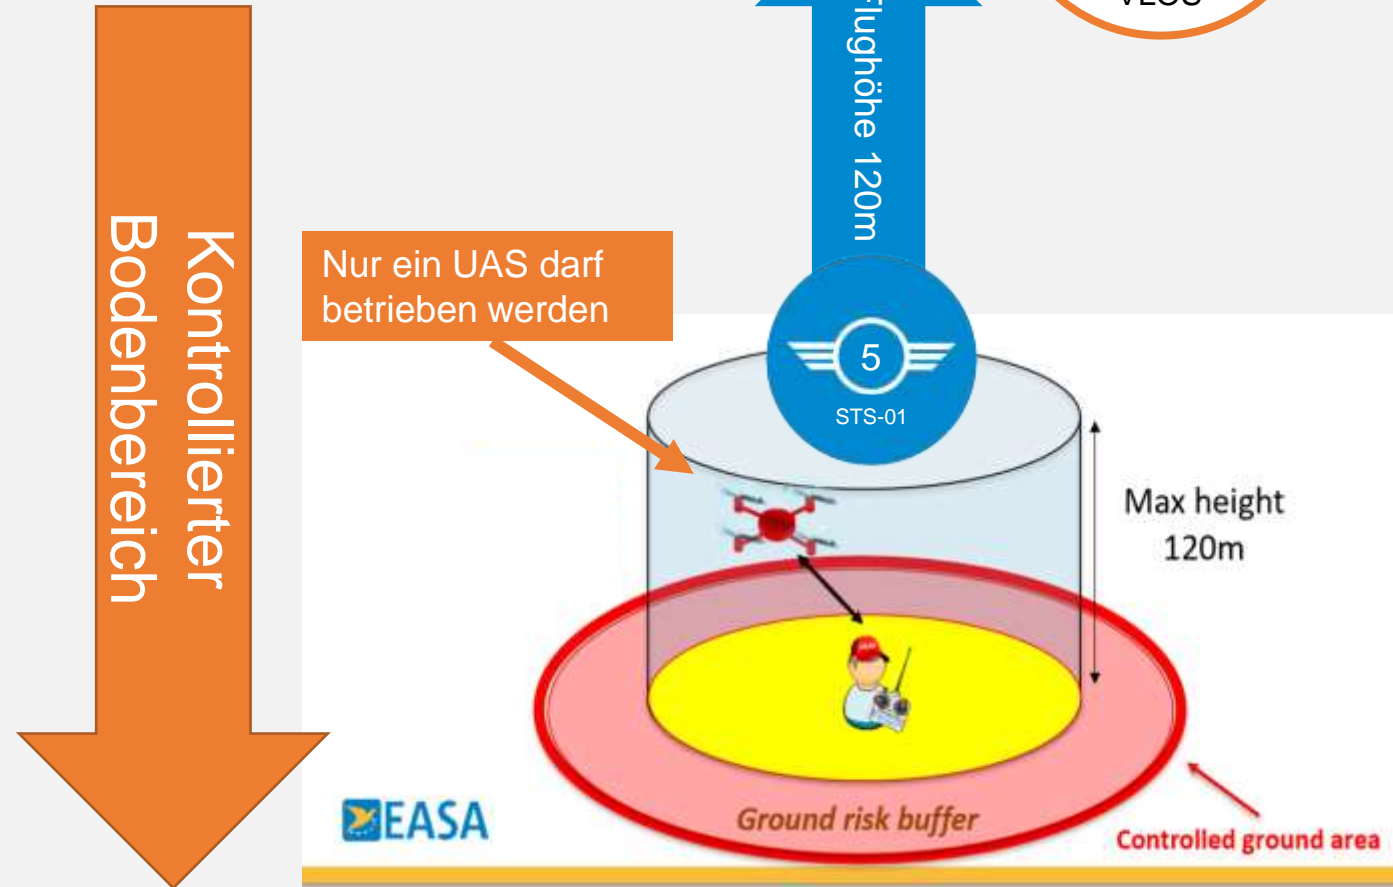 VLOS
Flughöhe 120m
Kontrollierter
Bodenbereich
Nur ein UAS darf
betrieben werden
5
STS-01
Max height
120m
EASA
Ground risk buffer
Controlled ground area